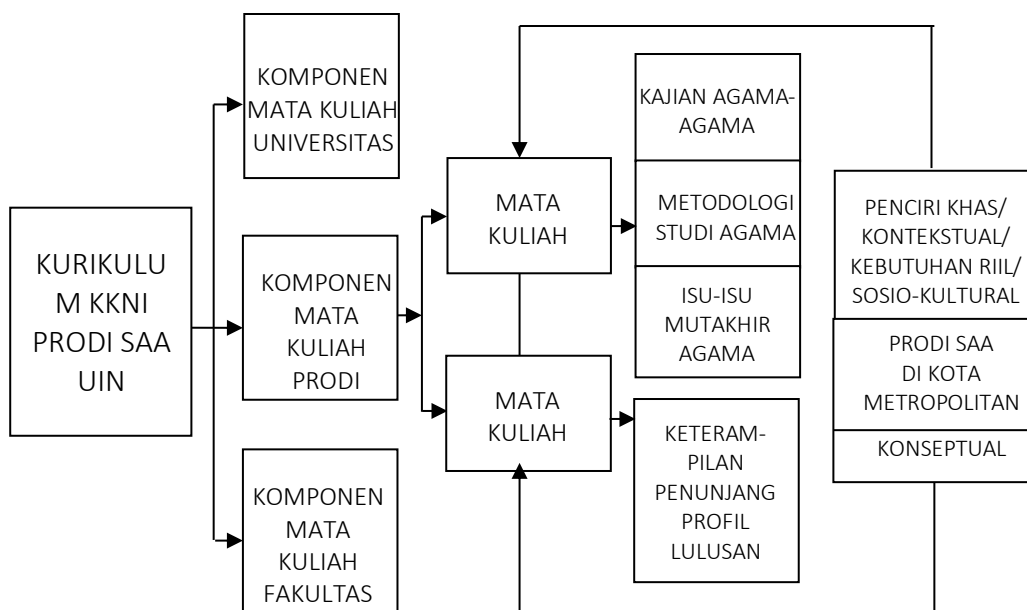 KURIKULU
M KKNI
PRODI SAA
UIN
KOMPONEN
MATA KULIAH
UNIVERSITAS
KOMPONEN
MATA
KULIAH
PRODI
KOMPONEN
MATA
KULIAH
FAKULTAS
MATA
KULIAH
MATA
KULIAH
KAJIAN AGAMA-
AGAMA
METODOLOGI
STUDI AGAMA
ISU-ISU
MUTAKHIR
AGAMA
KETERAM-
PILAN
PENUNJANG
PROFIL
LULUSAN
PENCIRI KHAS/
KONTEKSTUAL/
KEBUTUHAN RIIL/
SOSIO-KULTURAL
PRODI SAA
DI KOTA
METROPOLITAN
KONSEPTUAL